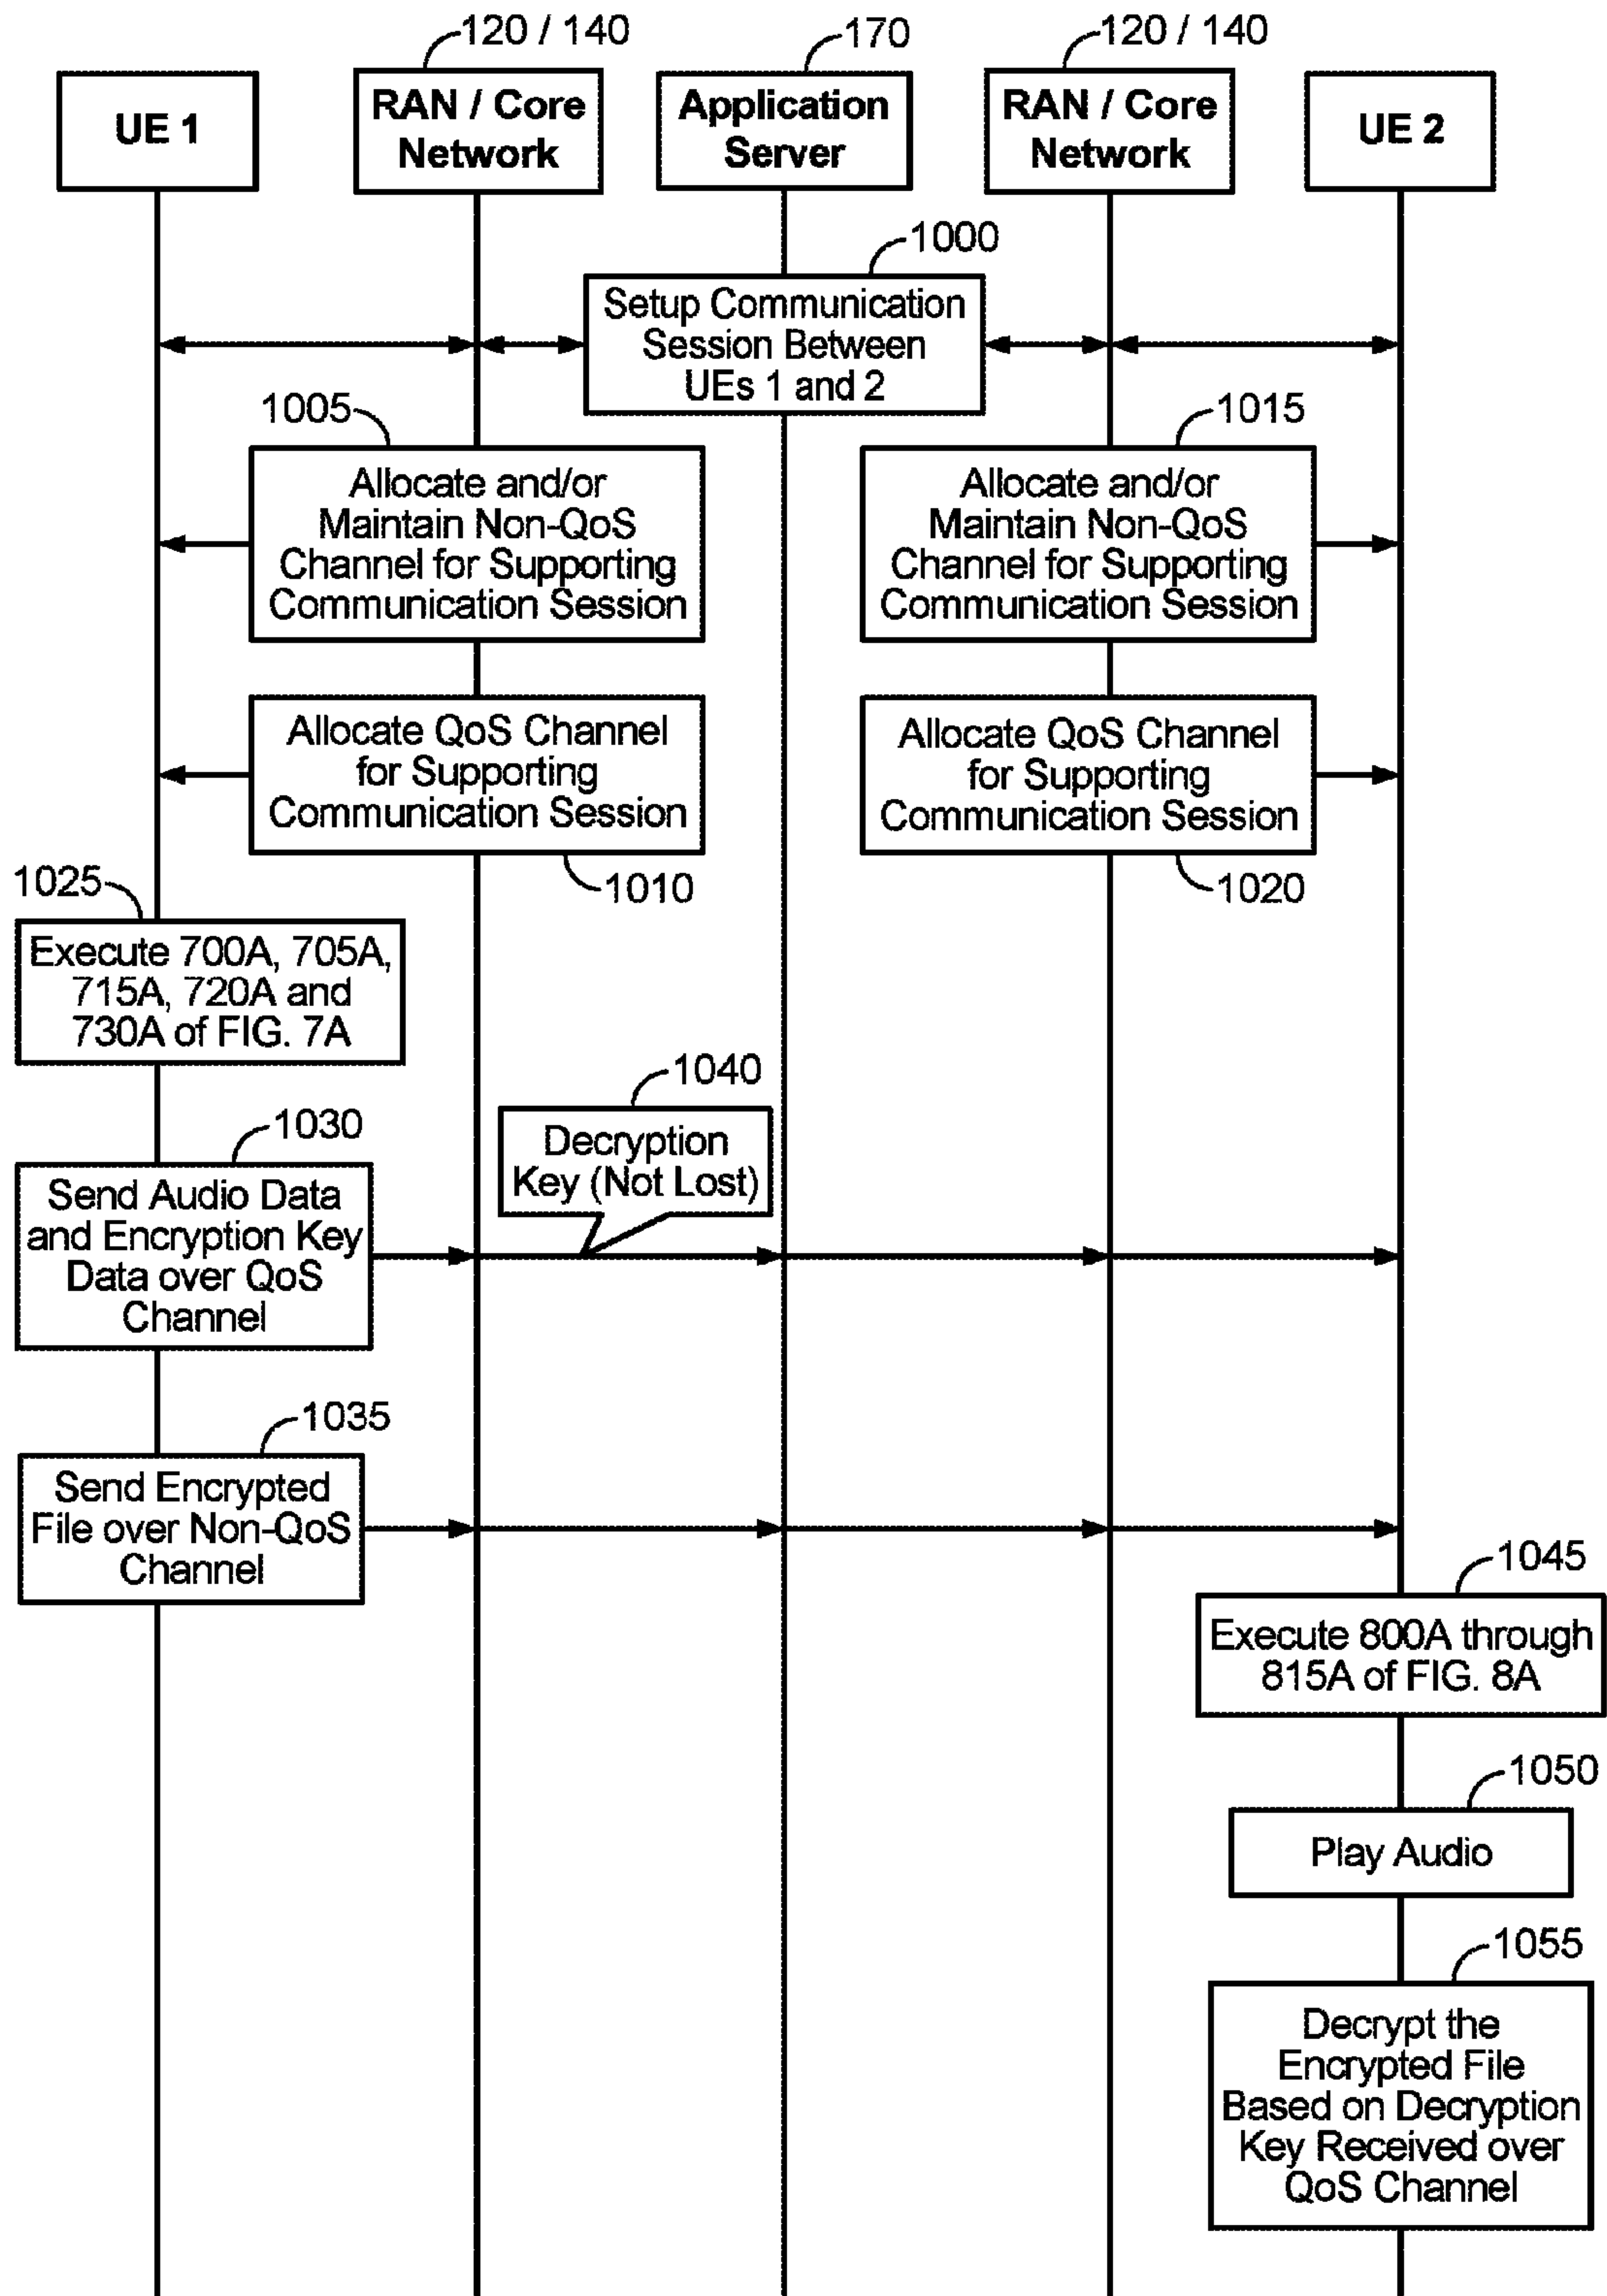 120 / 140
170
120 / 140
UE 1
RAN / Core
Network
Application
Server
RAN / Core
Network
UE 2
1000
Setup Communication
Session Between
UEs 1 and 2
1005
Allocate and/or
Maintain Non-QoS
Channel for Supporting
Communication Session
1015
Allocate and/or
Maintain Non-QoS
Channel for Supporting
Communication Session
Allocate QoS Channel
for Supporting
Communication Session
1010
Allocate QoS Channel
for Supporting
Communication Session
1020
1025
Execute 700A, 705A,
715A, 720A and
730A of FIG. 7A
1040
Decryption
Key (Not Lost)
1030
Send Audio Data
and Encryption Key
Data over QoS
Channel
1035
Send Encrypted
File over Non-QoS
Channel
1045
Execute 800A through
815A of FIG. 8A
1050
Play Audio
1055
Decrypt the
Encrypted File
Based on Decryption
Key Received over
QoS Channel